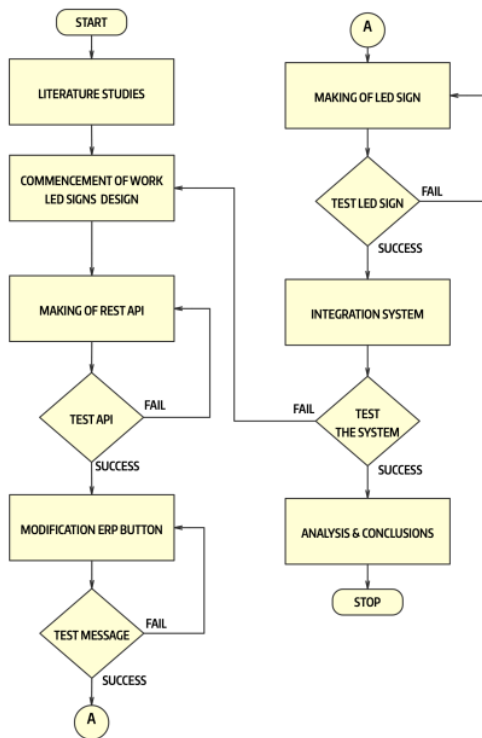 START
LITERATURE STUDIES
COMMENCEMENT OF WORK
LED SIGNS DESIGN
MAKING OF REST API
TEST API
FAIL
SUCCESS
MODIFICATION ERP BUTTON
TEST MESSAGE
FAIL
SUCCESS
A
A
MAKING OF LED SIGN
TEST LED SIGN
FAIL
SUCCESS
INTEGRATION SYSTEM
TEST
THE SYSTEM
FAIL
SUCCESS
ANALYSIS & CONCLUSIONS
STOP